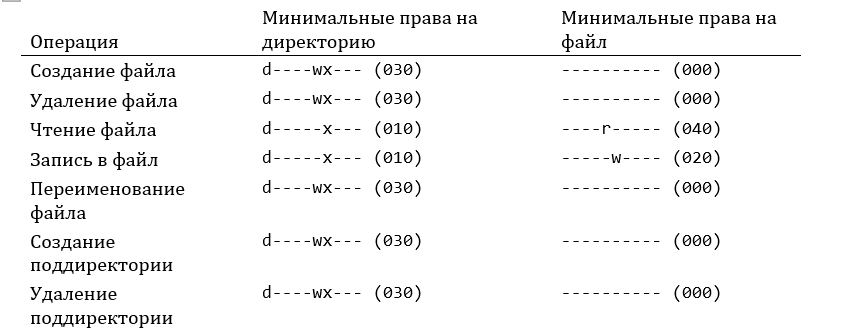 Операция Минимальные права на директорию Минимальные права на файл
Создание файла d----wx--- (030) ---------- (000)
Удаление файла d----wx--- (030) ---------- (000)
Чтение файла d-----x--- (010) ----r----- (040)
Запись в файл d-----x--- (010) -----w---- (020)
Переименование файла d----wx--- (030) ---------- (000)
Создание поддиректории d----wx--- (030) ---------- (000)
Удаление поддиректории d----wx--- (030) ---------- (000)